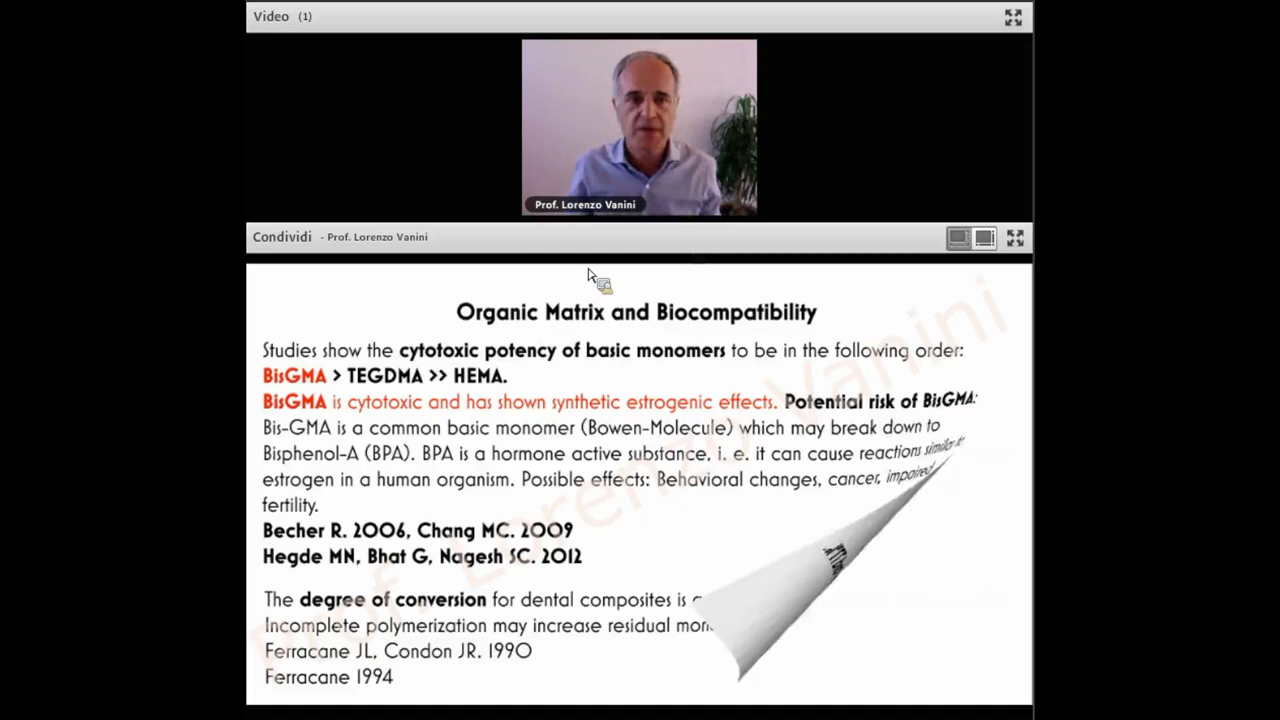 Video (1)
Prof. Lorenzo Vanini
Condividi - Prof. Lorenzo Vanini
Organic Matrix and Biocompatibility
Studies show the cytotoxic potency of basic monomers to be in the following order:
BisGMA > TEGDMA >> HEMA.
BisGMA is cytotoxic and has shown synthetic estrogenic effects. Potential risk of BisGMA:
Bis-GMA is a common basic monomer (Bowen-Molecule) which may break down to
Bisphenol-A (BPA). BPA is a hormone active substance, i. e. it can cause reactions similar
estrogen in a human organism. Possible effects: Behavioral changes, cancer, impaired
fertility.
Becher R. 2006, Chang MC. 2009
Hegde MN, Bhat G, Nagesh SC. 2012
The degree of conversion for dental composites is
Incomplete polymerization may increase residual
Ferracane JL, Condon JR. 1990
Ferracane 1994
Prof. Lorenzo Vanini